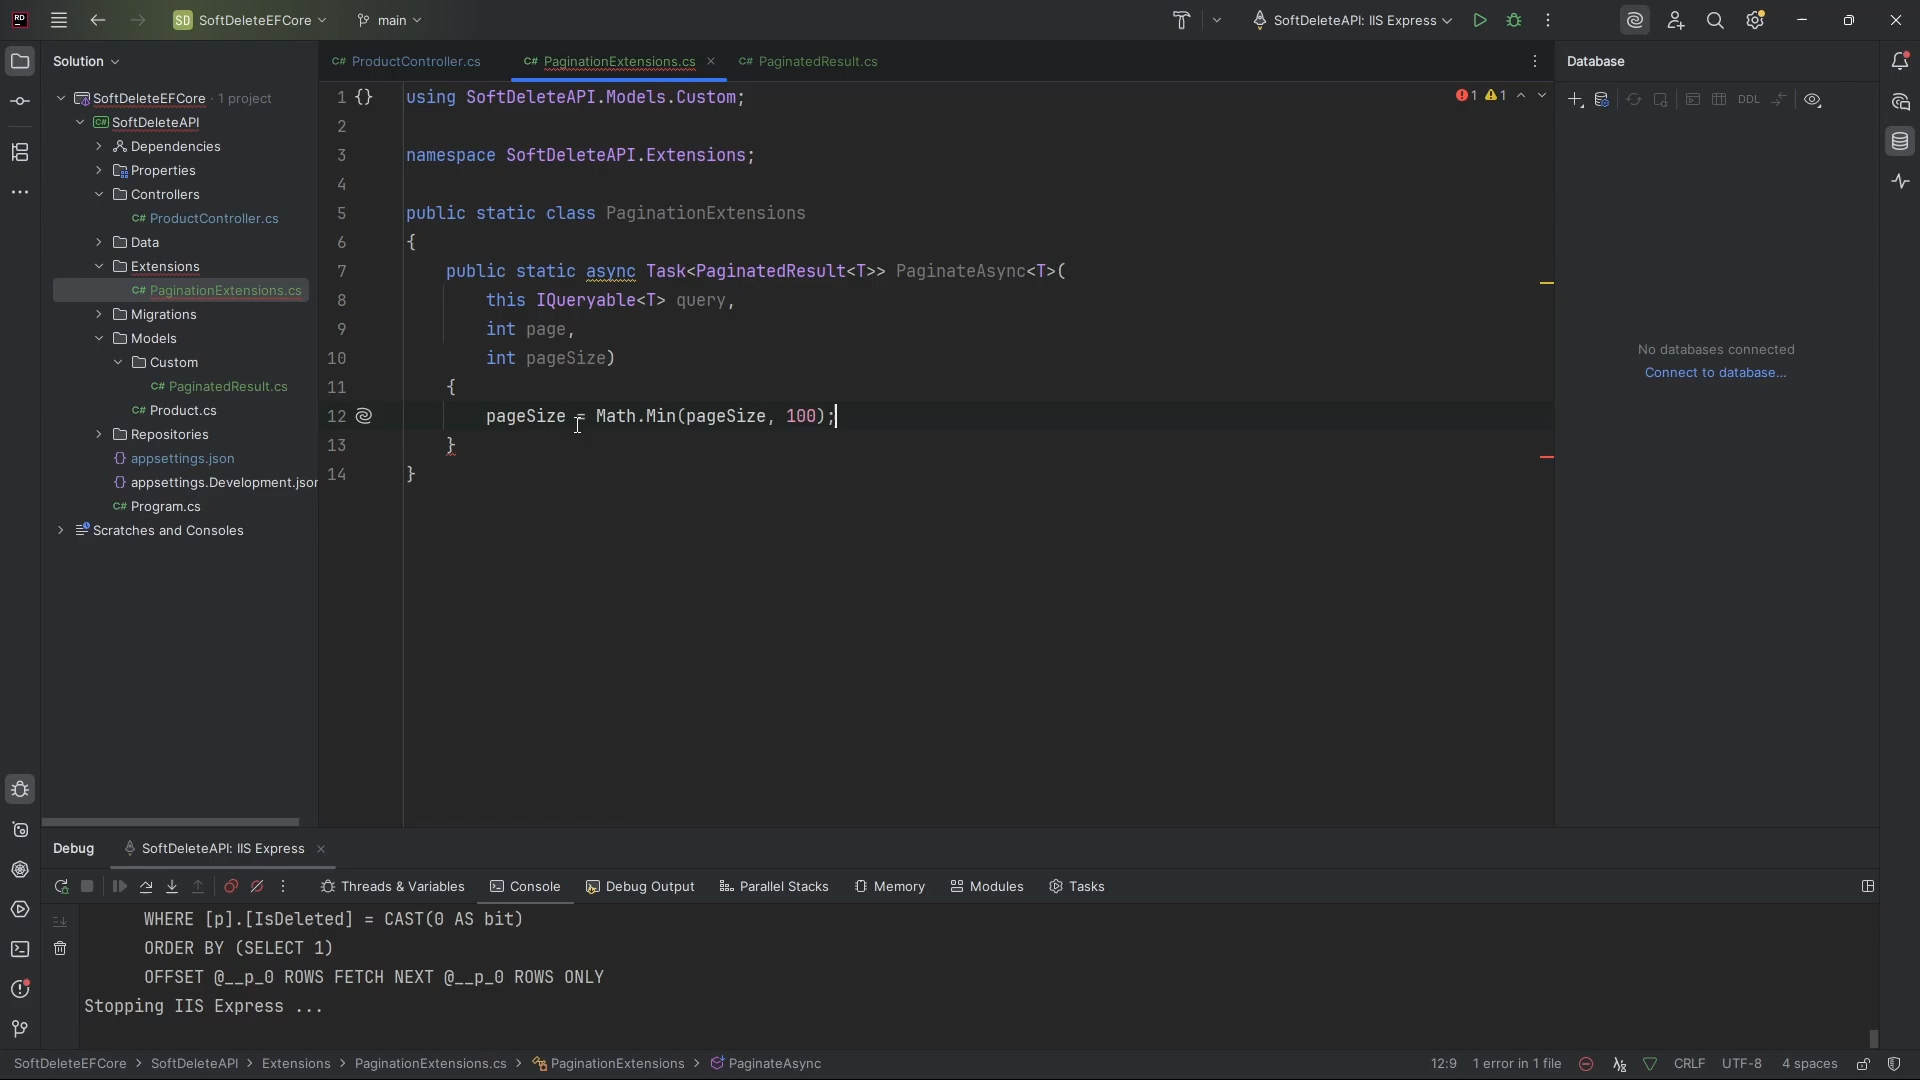 RD
SD SoftDeleteEFCore
main
SoftDeleteAPI: IIS Express
Solution
SoftDeleteEFCore · 1 project
C# SoftDeleteAPI
Dependencies
Properties
Controllers
C# ProductController.cs
Data
Extensions
C# PaginationExtensions.cs
Migrations
Models
Custom
C# PaginatedResult.cs
C# Product.cs
Repositories
{} appsettings.json
{} appsettings.Development.json
C# Program.cs
Scratches and Consoles
C# ProductController.cs
C# PaginationExtensions.cs
C# PaginatedResult.cs
1 {} using SoftDeleteAPI.Models.Custom;
2
3 namespace SoftDeleteAPI.Extensions;
4
5 public static class PaginationExtensions
6 {
7 public static async Task<PaginatedResult<T>> PaginateAsync<T>(
8 this IQueryable<T> query,
9 int page,
10 int pageSize)
11 {
12 pageSize = Math.Min(pageSize, 100);
13 }
14 }
1 1
Database
DDL
No databases connected
Connect to database...
Debug
SoftDeleteAPI: IIS Express
Threads & Variables
Console
Debug Output
Parallel Stacks
Memory
Modules
Tasks
WHERE [p].[IsDeleted] = CAST(0 AS bit)
ORDER BY (SELECT 1)
OFFSET @__p_0 ROWS FETCH NEXT @__p_0 ROWS ONLY
Stopping IIS Express ...
SoftDeleteEFCore > SoftDeleteAPI > Extensions > PaginationExtensions.cs > PaginationExtensions > PaginateAsync
12:9
1 error in 1 file
CRLF
UTF-8
4 spaces